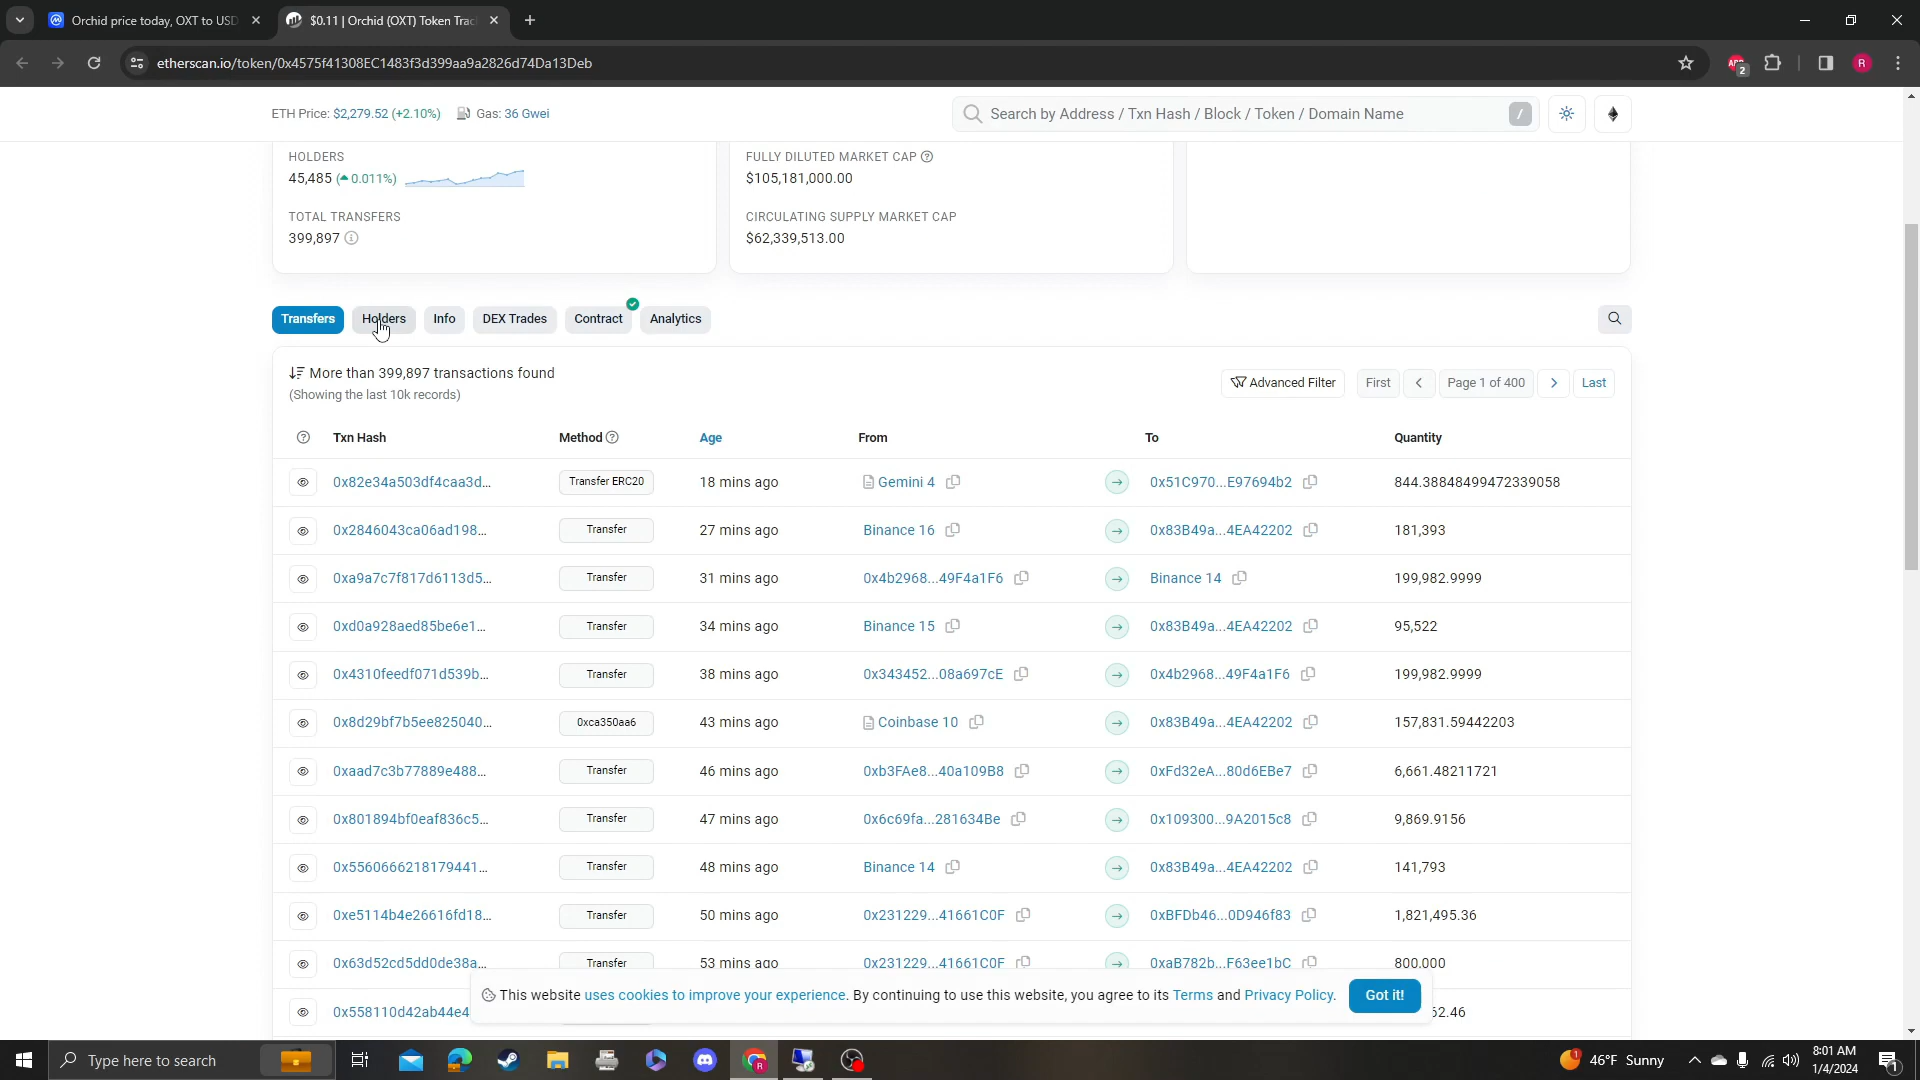 Orchid price today, OXT to USD
$0.11 | Orchid (OXT) Token Trac
etherscan.io/token/0x4575f41308EC1483f3d399aa9a2826d74Da13Deb
ABP 2
R
ETH Price: $2,279.52 (+2.10%) Gas: 36 Gwei
Search by Address / Txn Hash / Block / Token / Domain Name /
HOLDERS
45,485 (0.011%)
TOTAL TRANSFERS
399,897
FULLY DILUTED MARKET CAP
$105,181,000.00
CIRCULATING SUPPLY MARKET CAP
$62,339,513.00
Transfers Holders Info DEX Trades Contract Analytics
More than 399,897 transactions found
(Showing the last 10k records)
Advanced Filter First Page 1 of 400 Last
Txn Hash Method Age From To Quantity
0x82e34a503df4caa3d... Transfer ERC20 18 mins ago Gemini 4 0x51C970...E97694b2 844.38848499472339058
0x2846043ca06ad198... Transfer 27 mins ago Binance 16 0x83B49a...4EA42202 181,393
0xa9a7c7f817d6113d5... Transfer 31 mins ago 0x4b2968...49F4a1F6 Binance 14 199,982.9999
0xd0a928aed85be6e1... Transfer 34 mins ago Binance 15 0x83B49a...4EA42202 95,522
0x4310feedf071d539b... Transfer 38 mins ago 0x343452...08a697cE 0x4b2968...49F4a1F6 199,982.9999
0x8d29bf7b5ee825040... 0xca350aa6 43 mins ago Coinbase 10 0x83B49a...4EA42202 157,831.59442203
0xaad7c3b77889e488... Transfer 46 mins ago 0xb3FAe8...40a109B8 0xFd32eA...80d6EBe7 6,661.48211721
0x801894bf0eaf836c5... Transfer 47 mins ago 0x6c69fa...281634Be 0x109300...9A2015c8 9,869.9156
0x5560666218179441... Transfer 48 mins ago Binance 14 0x83B49a...4EA42202 141,793
0xe5114b4e26616fd18... Transfer 50 mins ago 0x231229...41661C0F 0xBFDb46...0D946f83 1,821,495.36
0x63d52cd5dd0de38a... Transfer 53 mins ago 0x231229...41661C0F 0xaB782b...F63ee1bC 800.000
This website uses cookies to improve your experience. By continuing to use this website, you agree to its Terms and Privacy Policy. Got it!
0x558110d42ab44e4 62.46
Type here to search
1 46°F Sunny
8:01 AM
1/4/2024
1